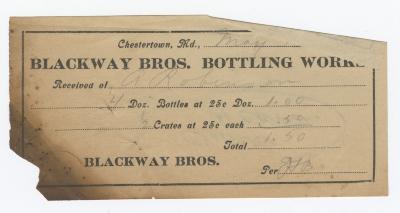 Chestertown, Md., May
BLACKWAY BROS. BOTTLING WORKS
Received of A Robinson
4 Doz. Bottles at 25c Doz. 1.00
Crates at 25c each .50
Total 1.50
BLACKWAY BROS.
Per